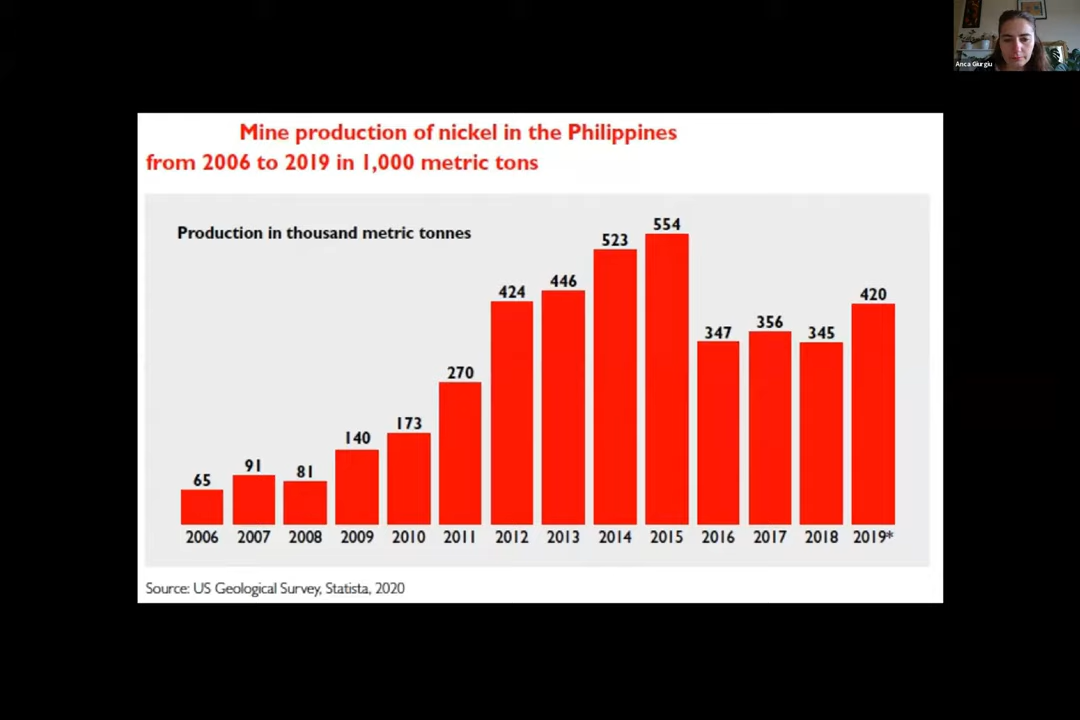 Anca Giurgiu
Mine production of nickel in the Philippines
from 2006 to 2019 in 1,000 metric tons
Production in thousand metric tonnes
65 91 81 140 173 270 424 446 523 554 347 356 345 420
2006 2007 2008 2009 2010 2011 2012 2013 2014 2015 2016 2017 2018 2019*
Source: US Geological Survey, Statista, 2020